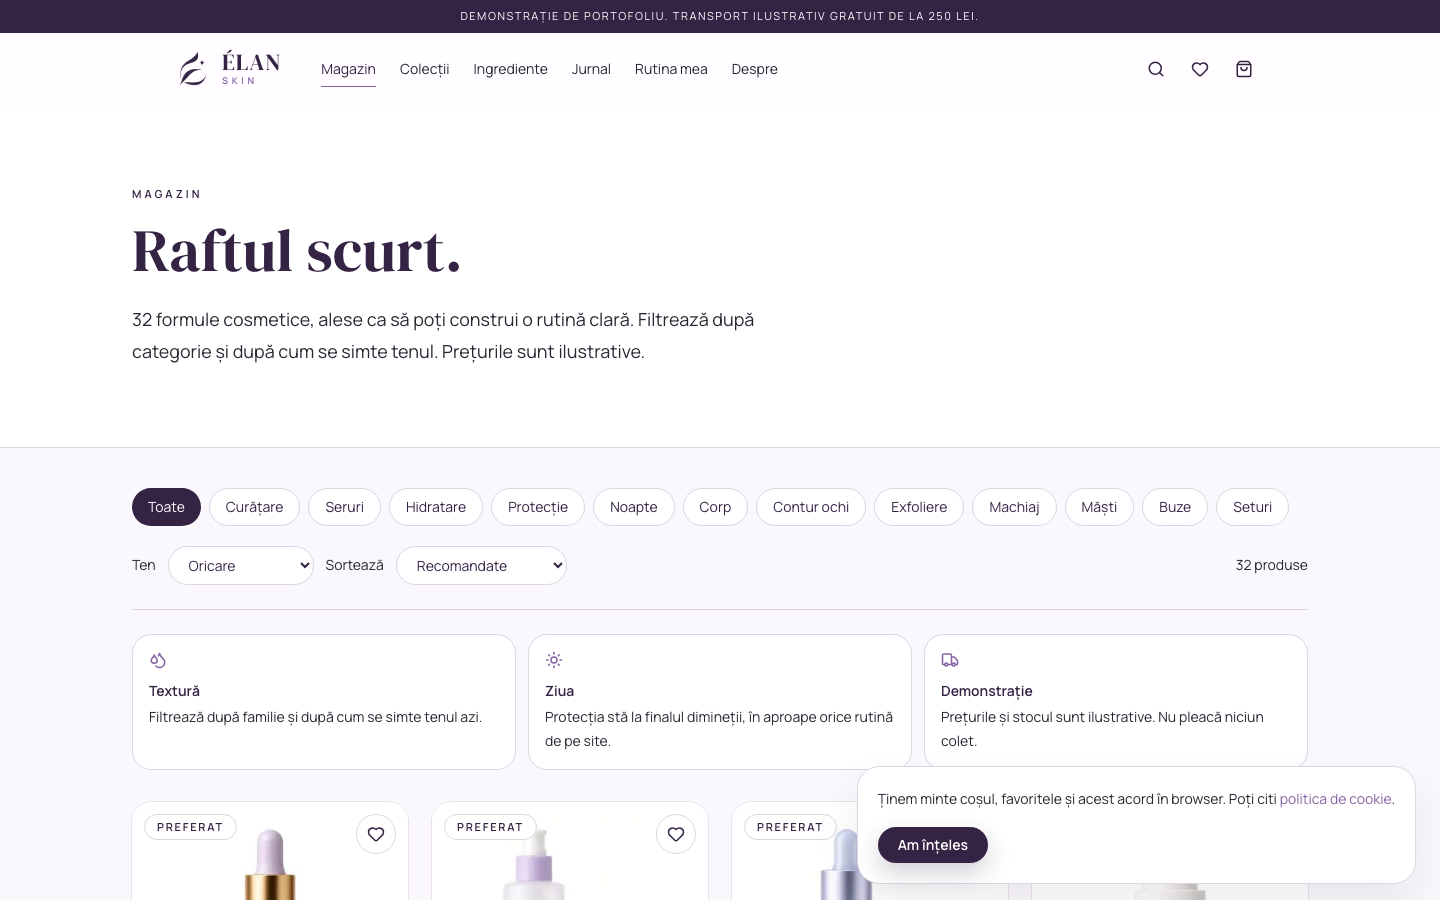 DEMONSTRAȚIE DE PORTOFOLIU. TRANSPORT ILUSTRATIV GRATUIT DE LA 250 LEI.
ÉLAN
SKIN
Magazin
Colecții
Ingrediente
Jurnal
Rutina mea
Despre
MAGAZIN
Raftul scurt.
32 formule cosmetice, alese ca să poți construi o rutină clară. Filtrează după
categorie și după cum se simte tenul. Prețurile sunt ilustrative.
Toate
Curățare
Seruri
Hidratare
Protecție
Noapte
Corp
Contur ochi
Exfoliere
Machiaj
Măști
Buze
Seturi
Ten
Oricare
Sortează
Recomandate
32 produse
Textură
Filtrează după familie și după cum se simte tenul azi.
Ziua
Protecția stă la finalul dimineții, în aproape orice rutină
de pe site.
Demonstrație
Prețurile și stocul sunt ilustrative. Nu pleacă niciun
colet.
PREFERAT
PREFERAT
PREFERAT
Ținem minte coșul, favoritele și acest acord în browser. Poți citi politica de cookie.
Am înțeles